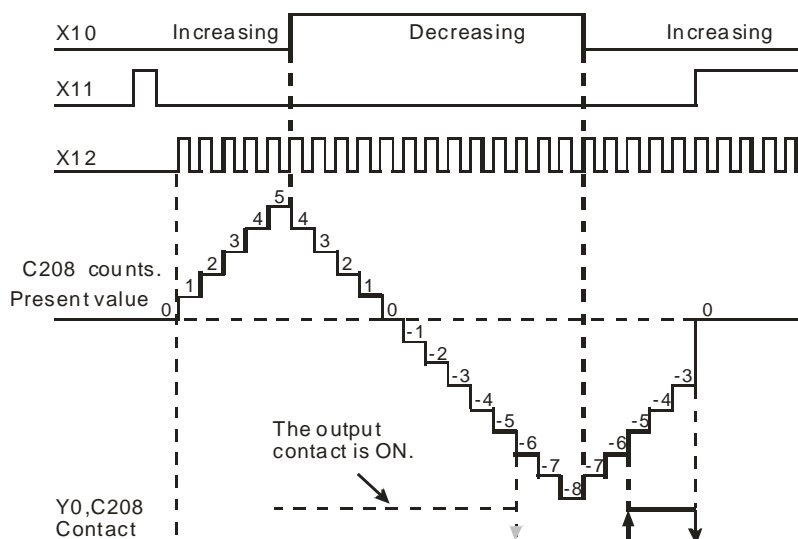 X10 Increasing Decreasing Increasing
X11
X12
5
4 4
3 3
2 2
1 1
C208 counts.
Present value 0 0 0
-1
-2
-3 -3
-4 -4
-5 -5
-6 -6
-7 -7
-8
The output
contact is ON.
Y0,C208
Contact